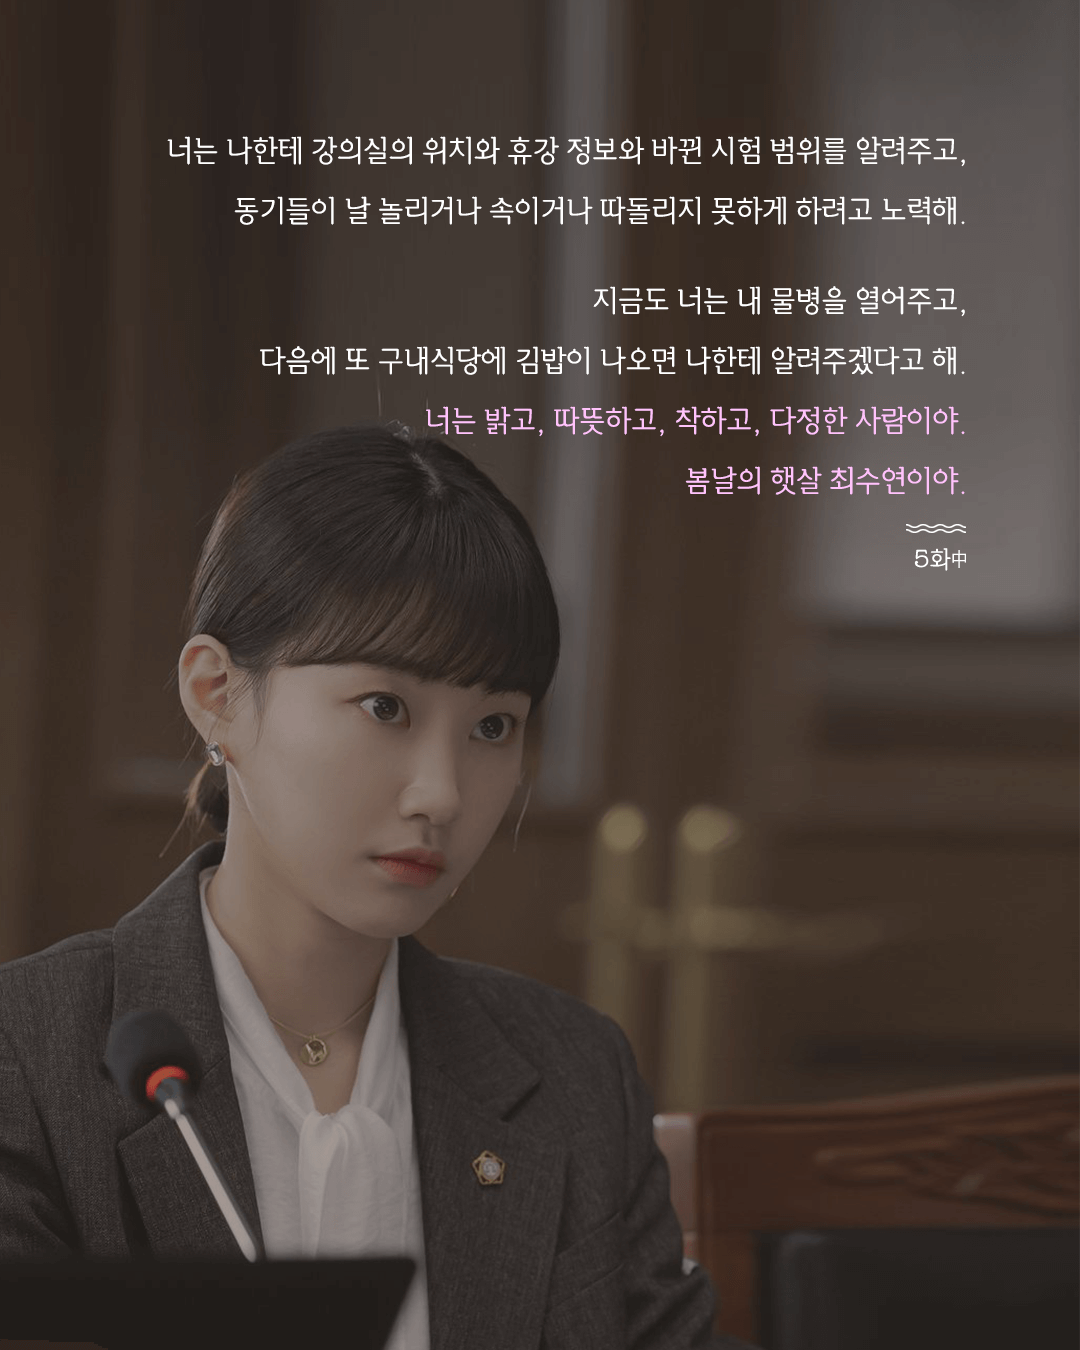 너는 나한테 강의실의 위치와 휴강 정보와 바뀐 시험 범위를 알려주고,
동기들이 날 놀리거나 속이거나 따돌리지 못하게 하려고 노력해.
지금도 너는 내 물병을 열어주고,
다음에 또 구내식당에 김밥이 나오면 나한테 알려주겠다고 해.
너는 밝고, 따뜻하고, 착하고, 다정한 사람이야.
봄날의 햇살 최수연이야.
5화中